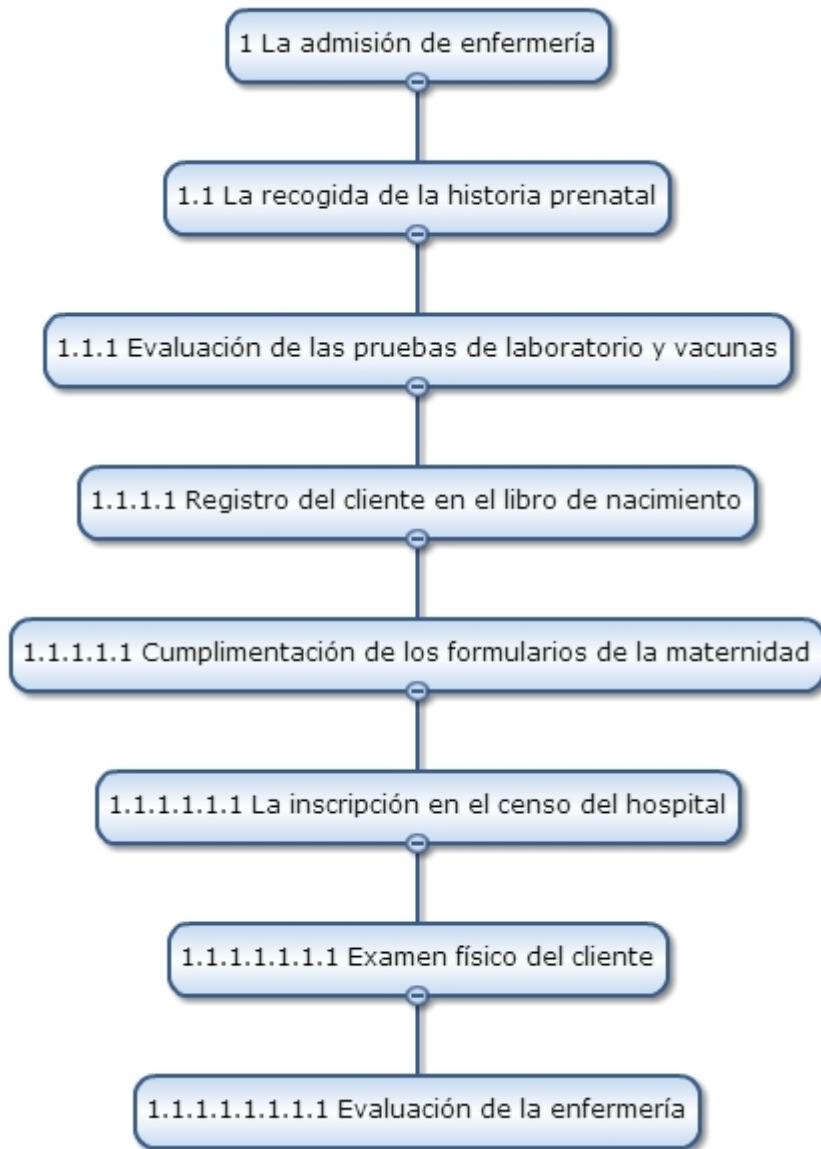 1 La admisión de enfermería
1.1 La recogida de la historia prenatal
1.1.1 Evaluación de las pruebas de laboratorio y vacunas
1.1.1.1 Registro del cliente en el libro de nacimiento
1.1.1.1.1 Cumplimentación de los formularios de la maternidad
1.1.1.1.1.1 La inscripción en el censo del hospital
1.1.1.1.1.1.1 Examen físico del cliente
1.1.1.1.1.1.1.1 Evaluación de la enfermería